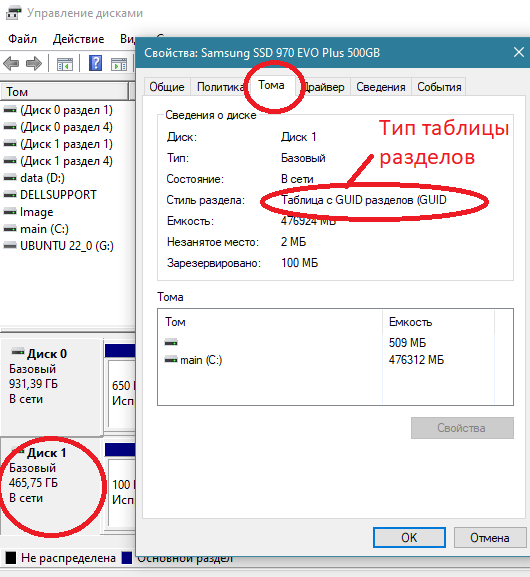 Управление дисками
Файл Действие Ви
Том
(Диск 0 раздел 1)
(Диск 0 раздел 4)
(Диск 1 раздел 1)
(Диск 1 раздел 4)
data (D:)
DELLSUPPORT
Image
main (C:)
UBUNTU 22_0 (G:)
Диск 0
Базовый
931,39 ГБ
В сети
650
Испр
Диск 1
Базовый
465,75 ГБ
В сети
100
Исп
Не распределена Основной раздел
Свойства: Samsung SSD 970 EVO Plus 500GB
Общие Политика Тома Драйвер Сведения События
Сведения о диске
Диск: Диск 1
Тип: Базовый
Состояние: В сети
Стиль раздела: Таблица с GUID разделов (GUID
Емкость: 476924 МБ
Незанятое место: 2 МБ
Зарезервировано: 100 МБ
Тип таблицы
разделов
Тома
Том Емкость
509 МБ
main (C:) 476312 МБ
Свойства
OK Отмена